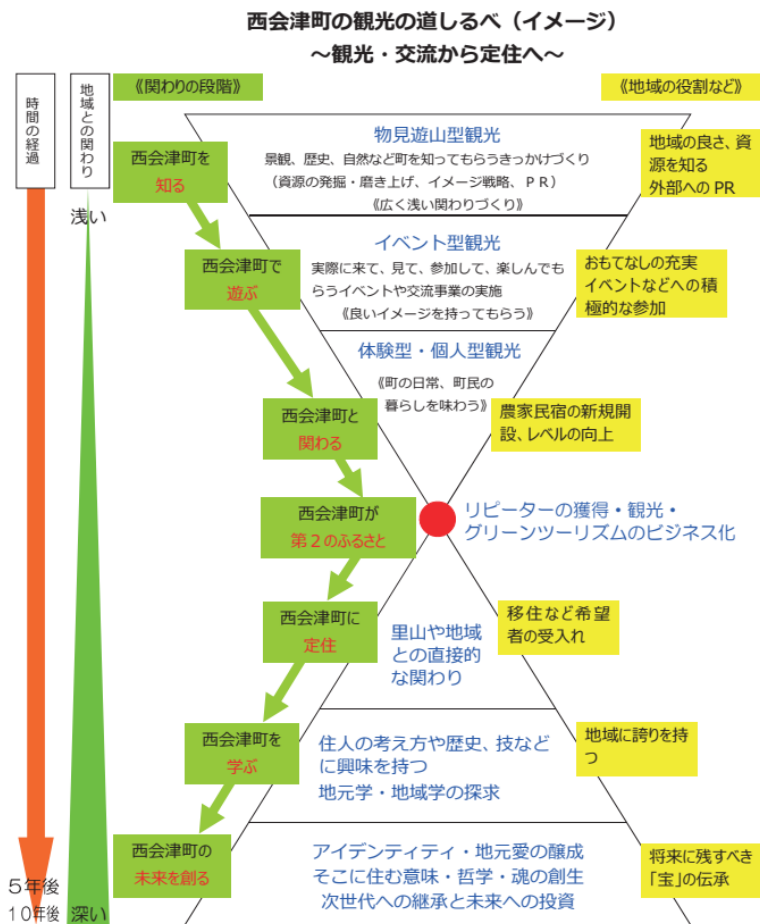 西会津町の観光の道しるべ（イメージ）
～観光・交流から定住へ～
時間の経過
地域との関わり
《関わりの段階》
《地域の役割など》
西会津町を
知る
物見遊山型観光
景観、歴史、自然など町を知ってもらうきっかけづくり
（資源の発掘・磨き上げ、イメージ戦略、ＰＲ）
《広く浅い関わりづくり》
地域の良さ、資
源を知る
外部への PR
浅い
西会津町で
遊ぶ
イベント型観光
実際に来て、見て、参加して、楽しんでも
らうイベントや交流事業の実施
《良いイメージを持ってもらう》
おもてなしの充実
イベントなどへの積
極的な参加
体験型・個人型観光
《町の日常、町民の
暮らしを味わう》
西会津町と
関わる
農家民宿の新規開
設、レベルの向上
西会津町が
第２のふるさと
リピーターの獲得・観光・
グリーンツーリズムのビジネス化
西会津町に
定住
里山や地域
との直接的
な関わり
移住など希望
者の受入れ
西会津町を
学ぶ
住人の考え方や歴史、技など
に興味を持つ
地元学・地域学の探求
地域に誇りを持
つ
西会津町の
未来を創る
アイデンティティ・地元愛の醸成
そこに住む意味・哲学・魂の創生
次世代への継承と未来への投資
将来に残すべき
「宝」の伝承
５年後
１０年後
深い